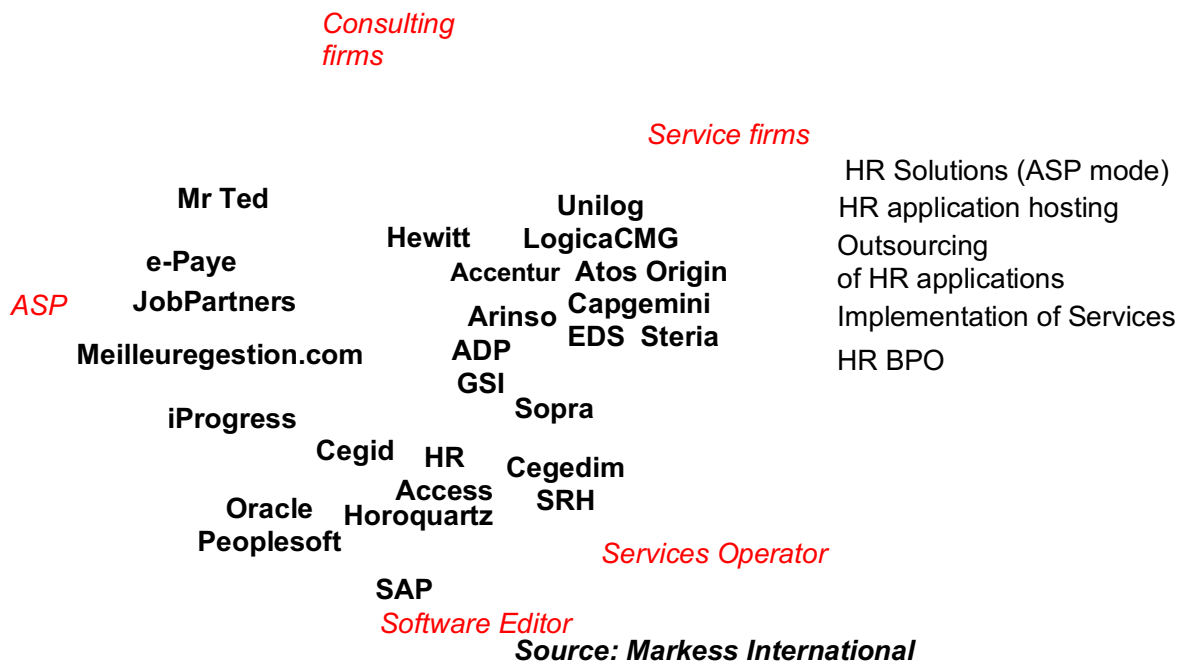 Consulting
firms
Service firms
HR Solutions (ASP mode)
Mr Ted
Unilog
HR application hosting
Hewitt
LogicaCMG
Outsourcing
of HR applications
e-Paye
Accentur
Atos Origin
ASP
JobPartners
Capgemini
Arinso
Implementation of Services
EDS Steria
Meilleuregestion.com
ADP
GSI
HR BPO
Sopra
iProgress
Cegid
HR
Access
Cegedim
SRH
Oracle
Peoplesoft
Horoquartz
Services Operator
SAP
Software Editor
Source: Markess International